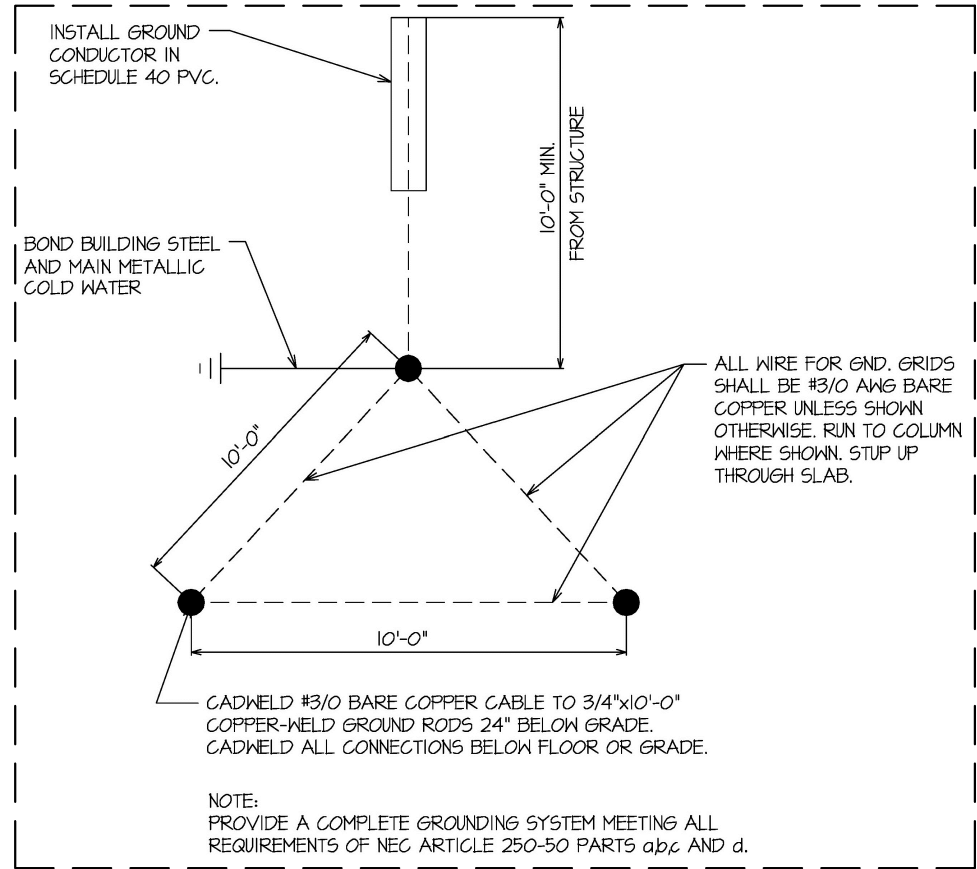 INSTALL GROUND
CONDUCTOR IN
SCHEDULE 40 PVC.
10'-0" MIN.
FROM STRUCTURE
BOND BUILDING STEEL
AND MAIN METALLIC
COLD WATER
10'-0"
ALL WIRE FOR GND. GRIDS
SHALL BE #3/0 AWG BARE
COPPER UNLESS SHOWN
OTHERWISE. RUN TO COLUMN
WHERE SHOWN. STUP UP
THROUGH SLAB.
10'-0"
CADWELD #3/0 BARE COPPER CABLE TO 3/4"x10'-0"
COPPER-WELD GROUND RODS 24" BELOW GRADE.
CADWELD ALL CONNECTIONS BELOW FLOOR OR GRADE.
NOTE:
PROVIDE A COMPLETE GROUNDING SYSTEM MEETING ALL
REQUIREMENTS OF NEC ARTICLE 250-50 PARTS a,b,c AND d.